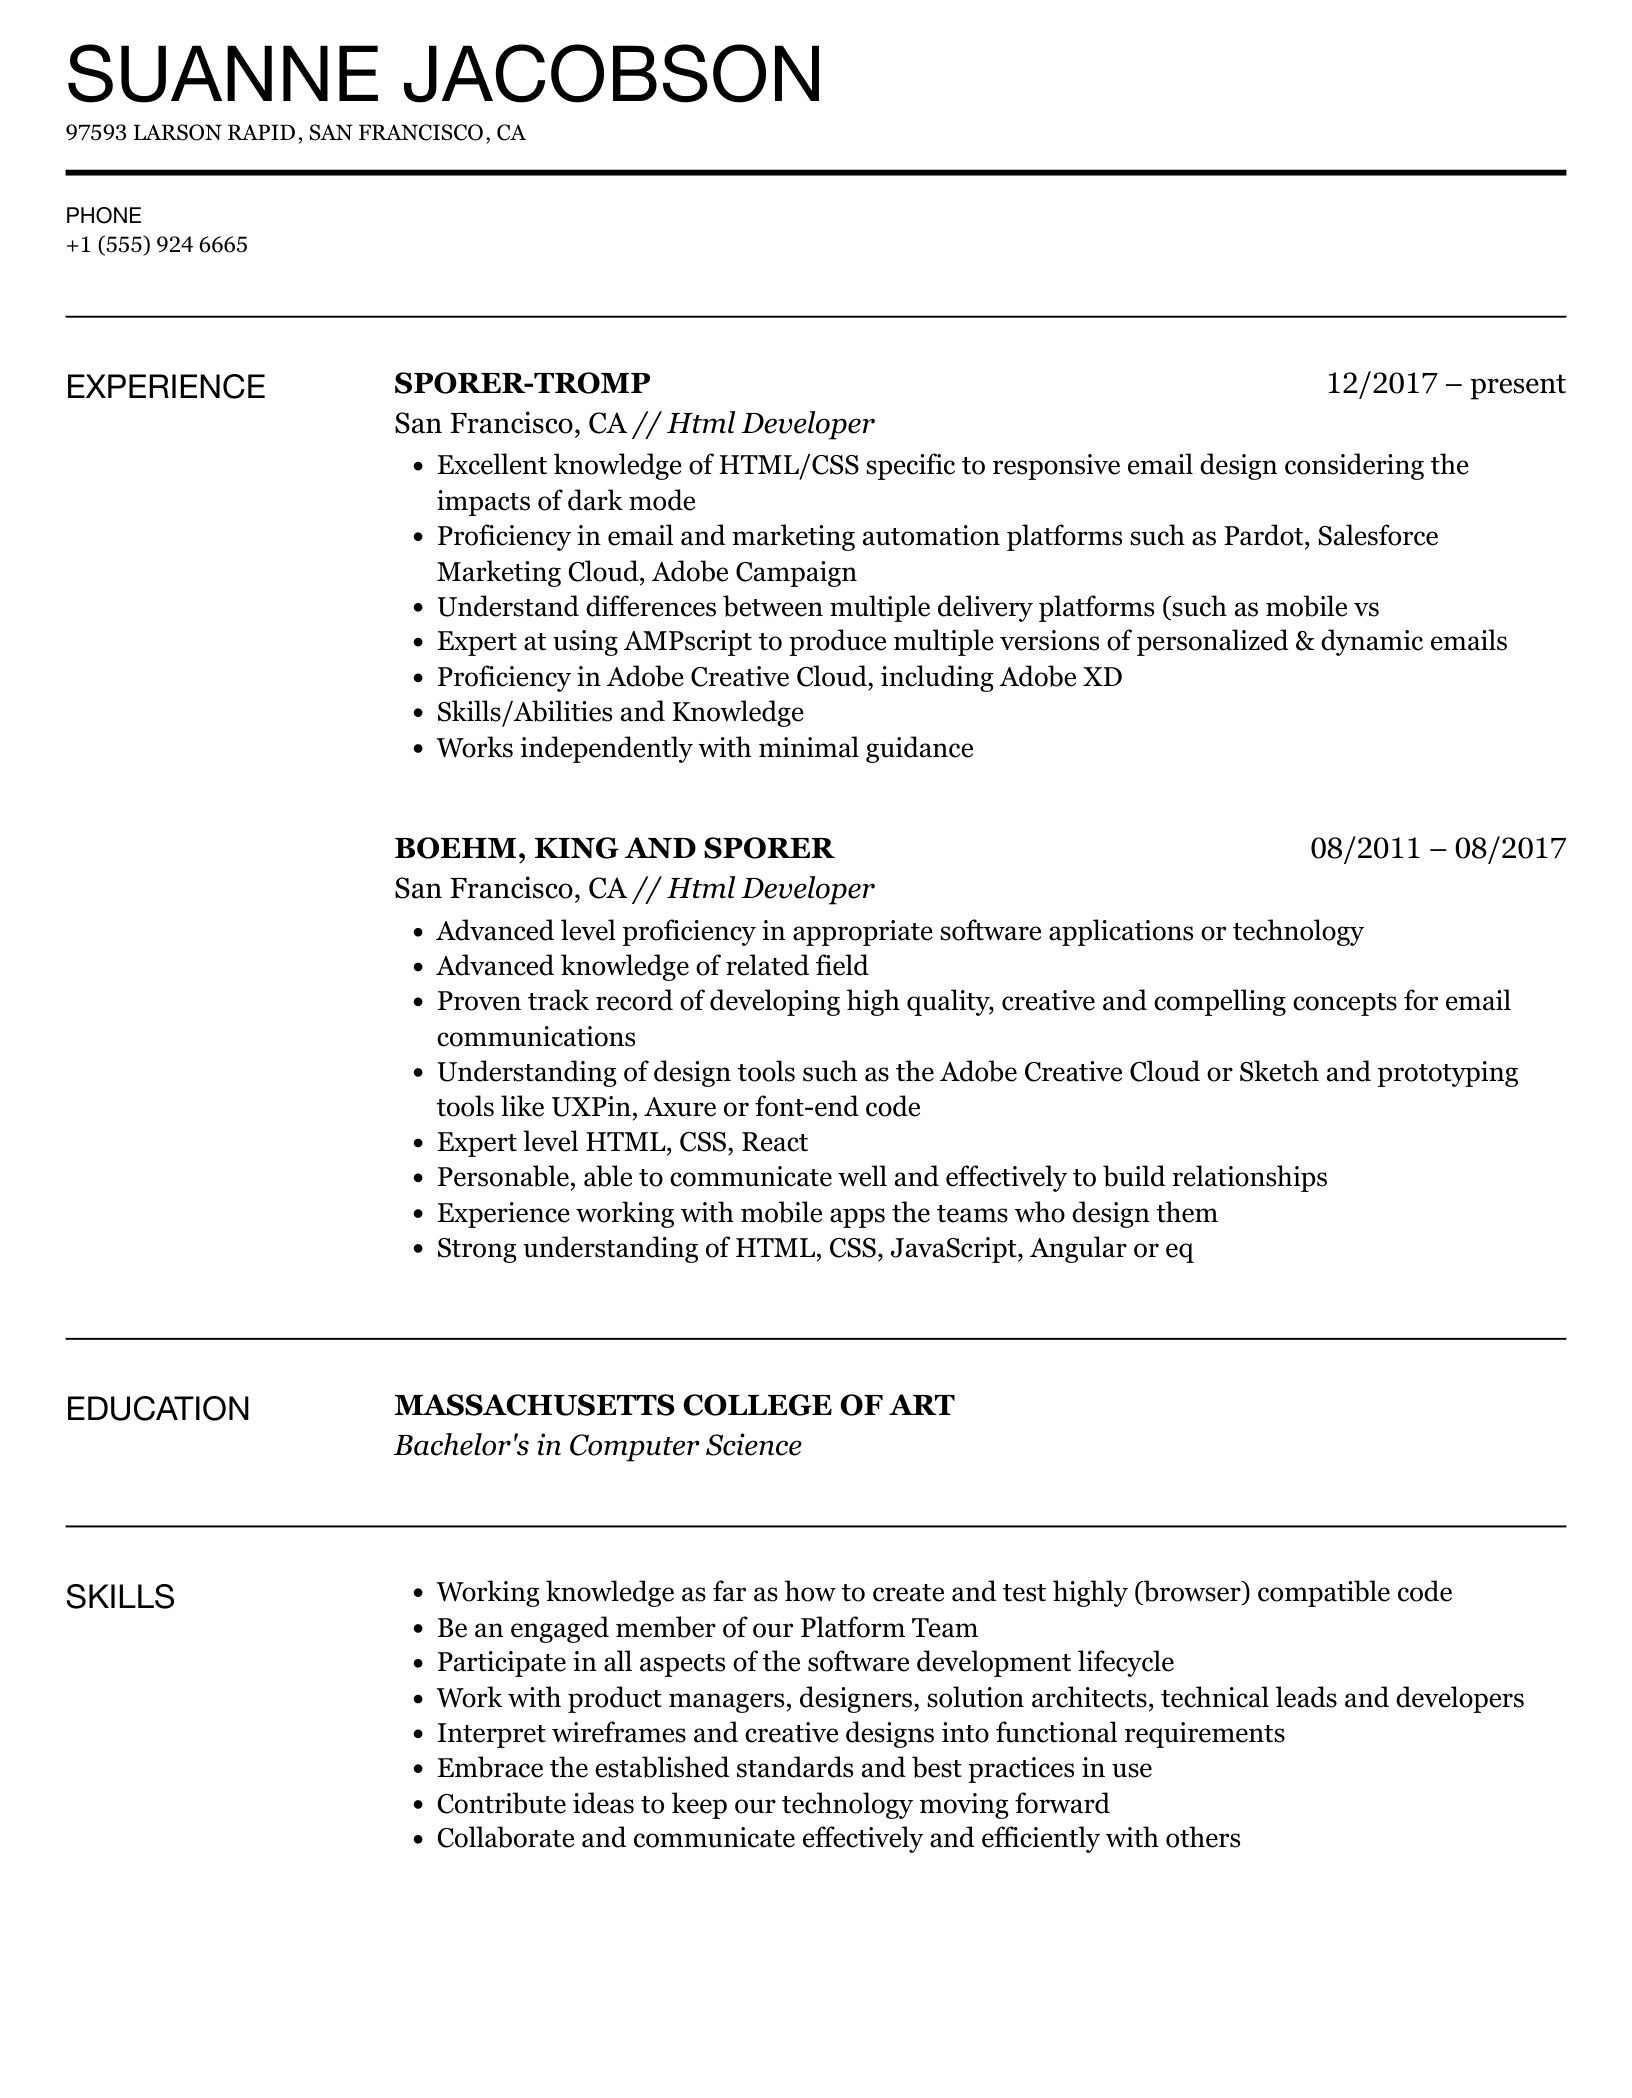 SUANNE JACOBSON
97593 LARSON RAPID, SAN FRANCISCO, CA
PHONE
+1 (555) 924 6665
EXPERIENCE
SPORER-TROMP
12/2017 – present
San Francisco, CA // Html Developer
• Excellent knowledge of HTML/CSS specific to responsive email design considering the
impacts of dark mode
• Proficiency in email and marketing automation platforms such as Pardot, Salesforce
Marketing Cloud, Adobe Campaign
• Understand differences between multiple delivery platforms (such as mobile vs
• Expert at using AMPscript to produce multiple versions of personalized & dynamic emails
• Proficiency in Adobe Creative Cloud, including Adobe XD
• Skills/Abilities and Knowledge
• Works independently with minimal guidance
BOEHM, KING AND SPORER
08/2011 – 08/2017
San Francisco, CA // Html Developer
• Advanced level proficiency in appropriate software applications or technology
• Advanced knowledge of related field
• Proven track record of developing high quality, creative and compelling concepts for email
communications
• Understanding of design tools such as the Adobe Creative Cloud or Sketch and prototyping
tools like UXPin, Axure or font-end code
• Expert level HTML, CSS, React
• Personable, able to communicate well and effectively to build relationships
• Experience working with mobile apps the teams who design them
• Strong understanding of HTML, CSS, JavaScript, Angular or eq
EDUCATION
MASSACHUSETTS COLLEGE OF ART
Bachelor's in Computer Science
SKILLS
• Working knowledge as far as how to create and test highly (browser) compatible code
• Be an engaged member of our Platform Team
• Participate in all aspects of the software development lifecycle
• Work with product managers, designers, solution architects, technical leads and developers
• Interpret wireframes and creative designs into functional requirements
• Embrace the established standards and best practices in use
• Contribute ideas to keep our technology moving forward
• Collaborate and communicate effectively and efficiently with others